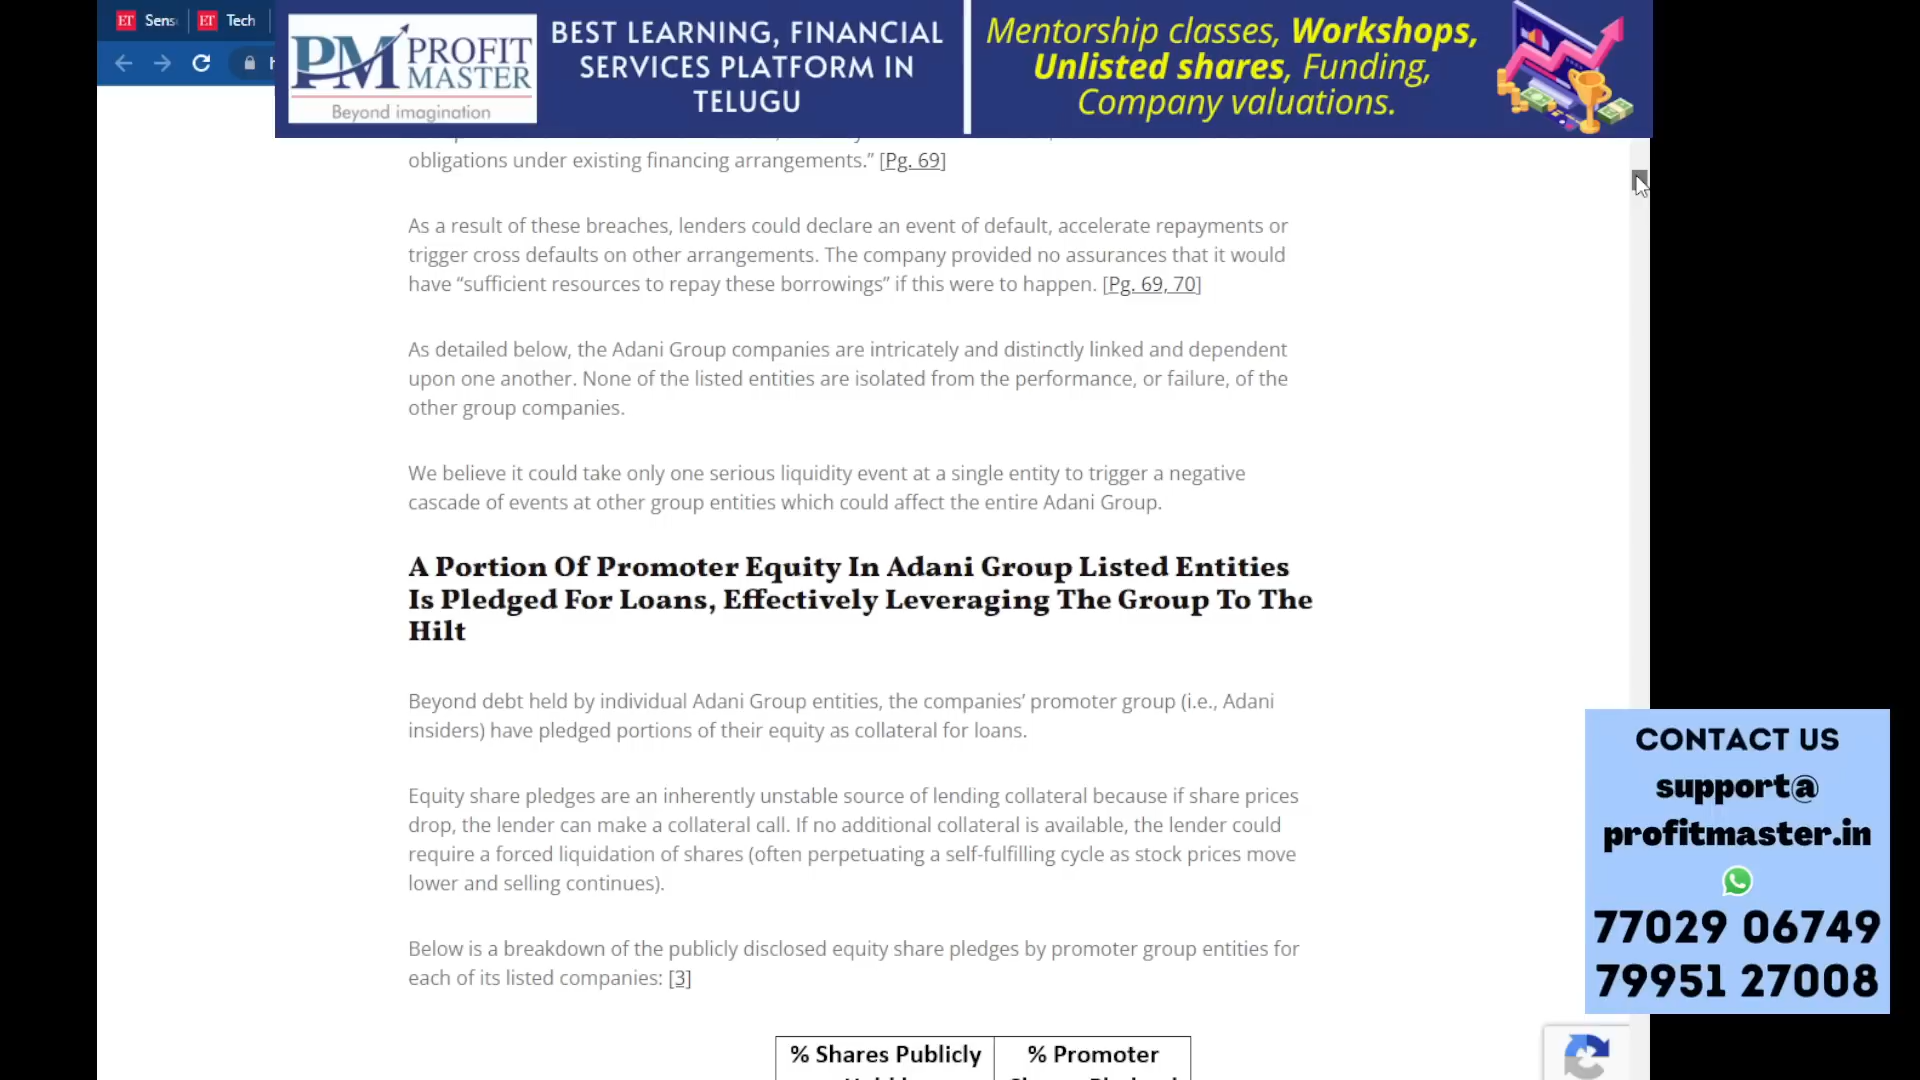 Sens
Tech
PM PROFIT MASTER
Beyond imagination
BEST LEARNING, FINANCIAL
SERVICES PLATFORM IN
TELUGU
Mentorship classes, Workshops,
Unlisted shares, Funding,
Company valuations.
obligations under existing financing arrangements.” [Pg. 69]
As a result of these breaches, lenders could declare an event of default, accelerate repayments or
trigger cross defaults on other arrangements. The company provided no assurances that it would
have “sufficient resources to repay these borrowings” if this were to happen. [Pg. 69, 70]
As detailed below, the Adani Group companies are intricately and distinctly linked and dependent
upon one another. None of the listed entities are isolated from the performance, or failure, of the
other group companies.
We believe it could take only one serious liquidity event at a single entity to trigger a negative
cascade of events at other group entities which could affect the entire Adani Group.
A Portion Of Promoter Equity In Adani Group Listed Entities
Is Pledged For Loans, Effectively Leveraging The Group To The
Hilt
Beyond debt held by individual Adani Group entities, the companies’ promoter group (i.e., Adani
insiders) have pledged portions of their equity as collateral for loans.
Equity share pledges are an inherently unstable source of lending collateral because if share prices
drop, the lender can make a collateral call. If no additional collateral is available, the lender could
require a forced liquidation of shares (often perpetuating a self-fulfilling cycle as stock prices move
lower and selling continues).
Below is a breakdown of the publicly disclosed equity share pledges by promoter group entities for
each of its listed companies: [3]
% Shares Publicly
% Promoter
CONTACT US
support@
profitmaster.in
77029 06749
79951 27008